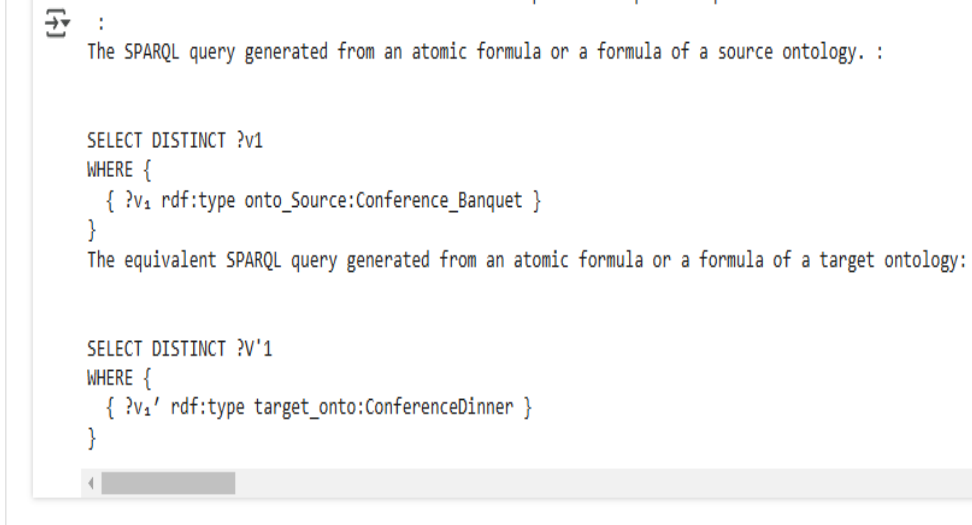 :
The SPARQL query generated from an atomic formula or a formula of a source ontology. :
SELECT DISTINCT ?v1
WHERE {
{ ?v₁ rdf:type onto_Source:Conference_Banquet }
}
The equivalent SPARQL query generated from an atomic formula or a formula of a target ontology:
SELECT DISTINCT ?V'1
WHERE {
{ ?v₁′ rdf:type target_onto:ConferenceDinner }
}